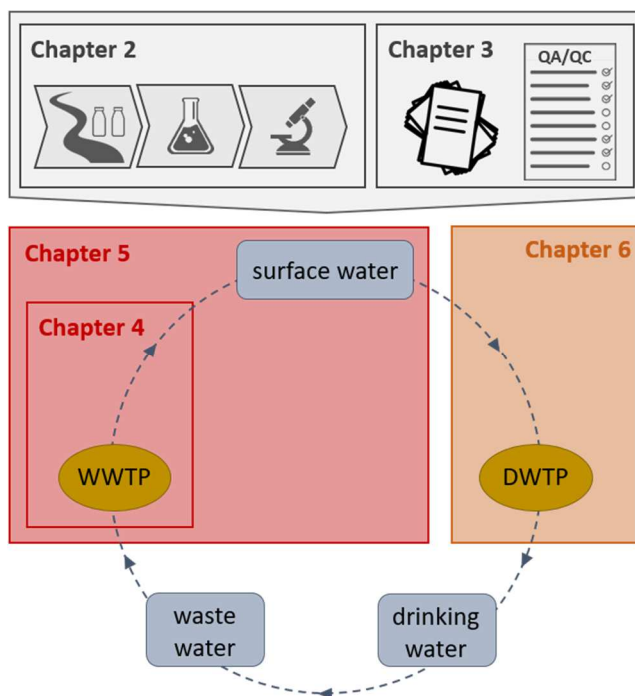 Chapter 2
Chapter 3
QA/QC
Chapter 5
Chapter 6
surface water
Chapter 4
WWTP
DWTP
waste
water
drinking
water